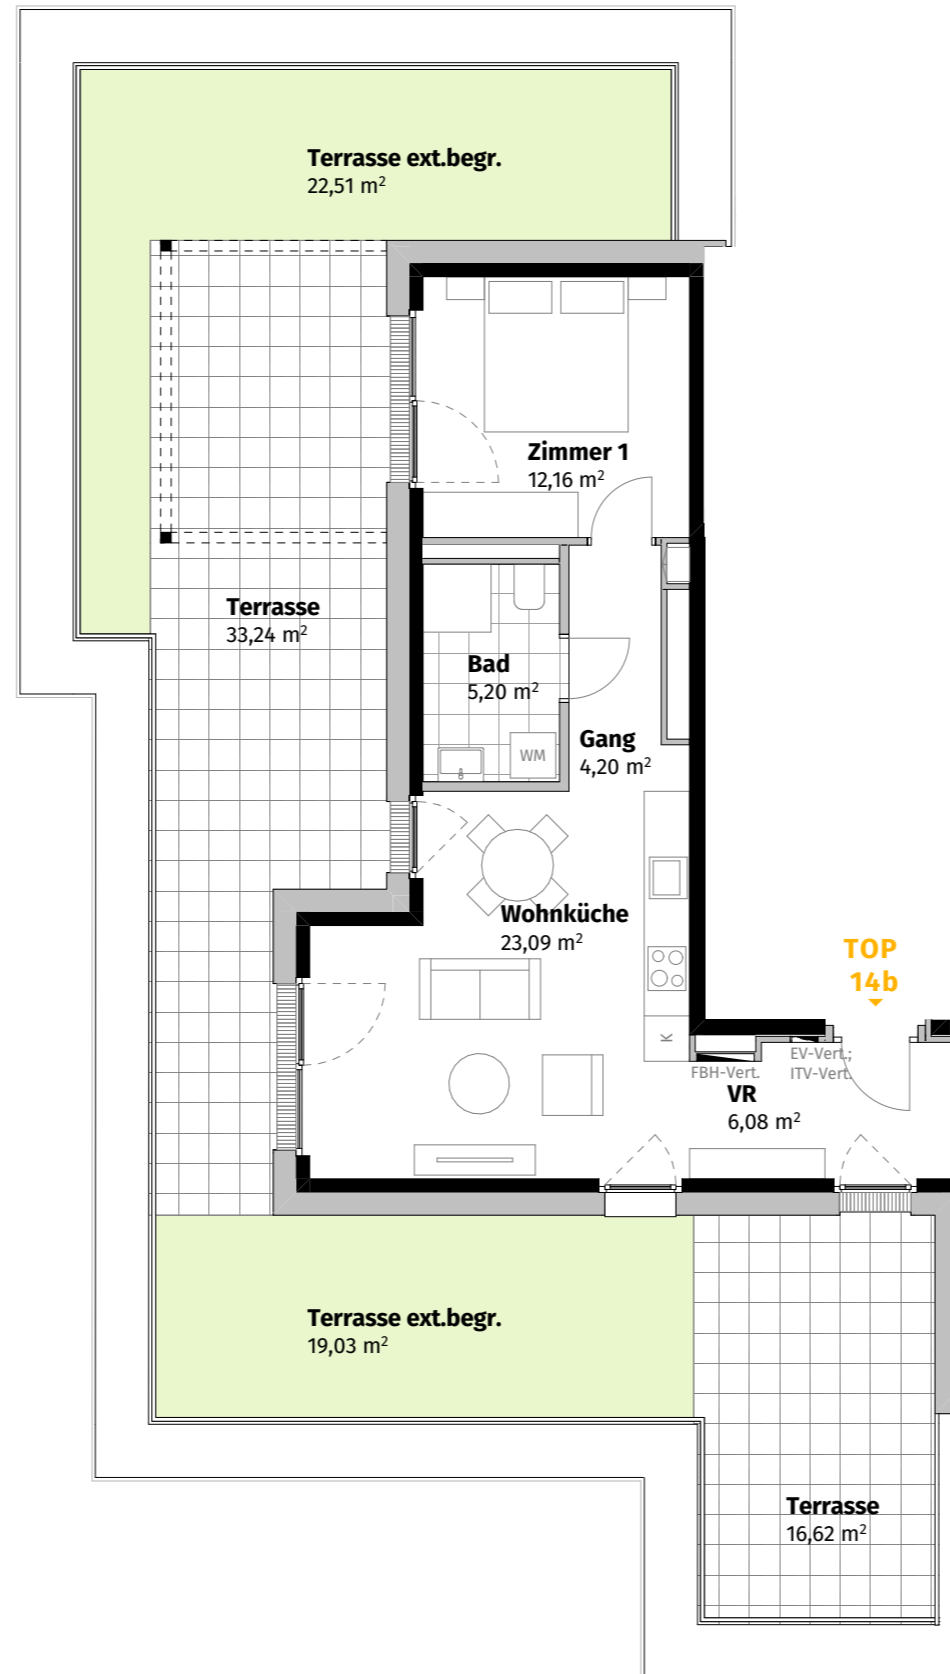 Terrasse ext.begr.
22,51 m²
Zimmer 1
12,16 m²
Terrasse
33,24 m²
Bad
5,20 m²
WM
Gang
4,20 m²
Wohnküche
23,09 m²
TOP
14b
K
EV-Vert.;
ITV-Vert.
FBH-Vert.
VR
6,08 m²
Terrasse ext.begr.
19,03 m²
Terrasse
16,62 m²